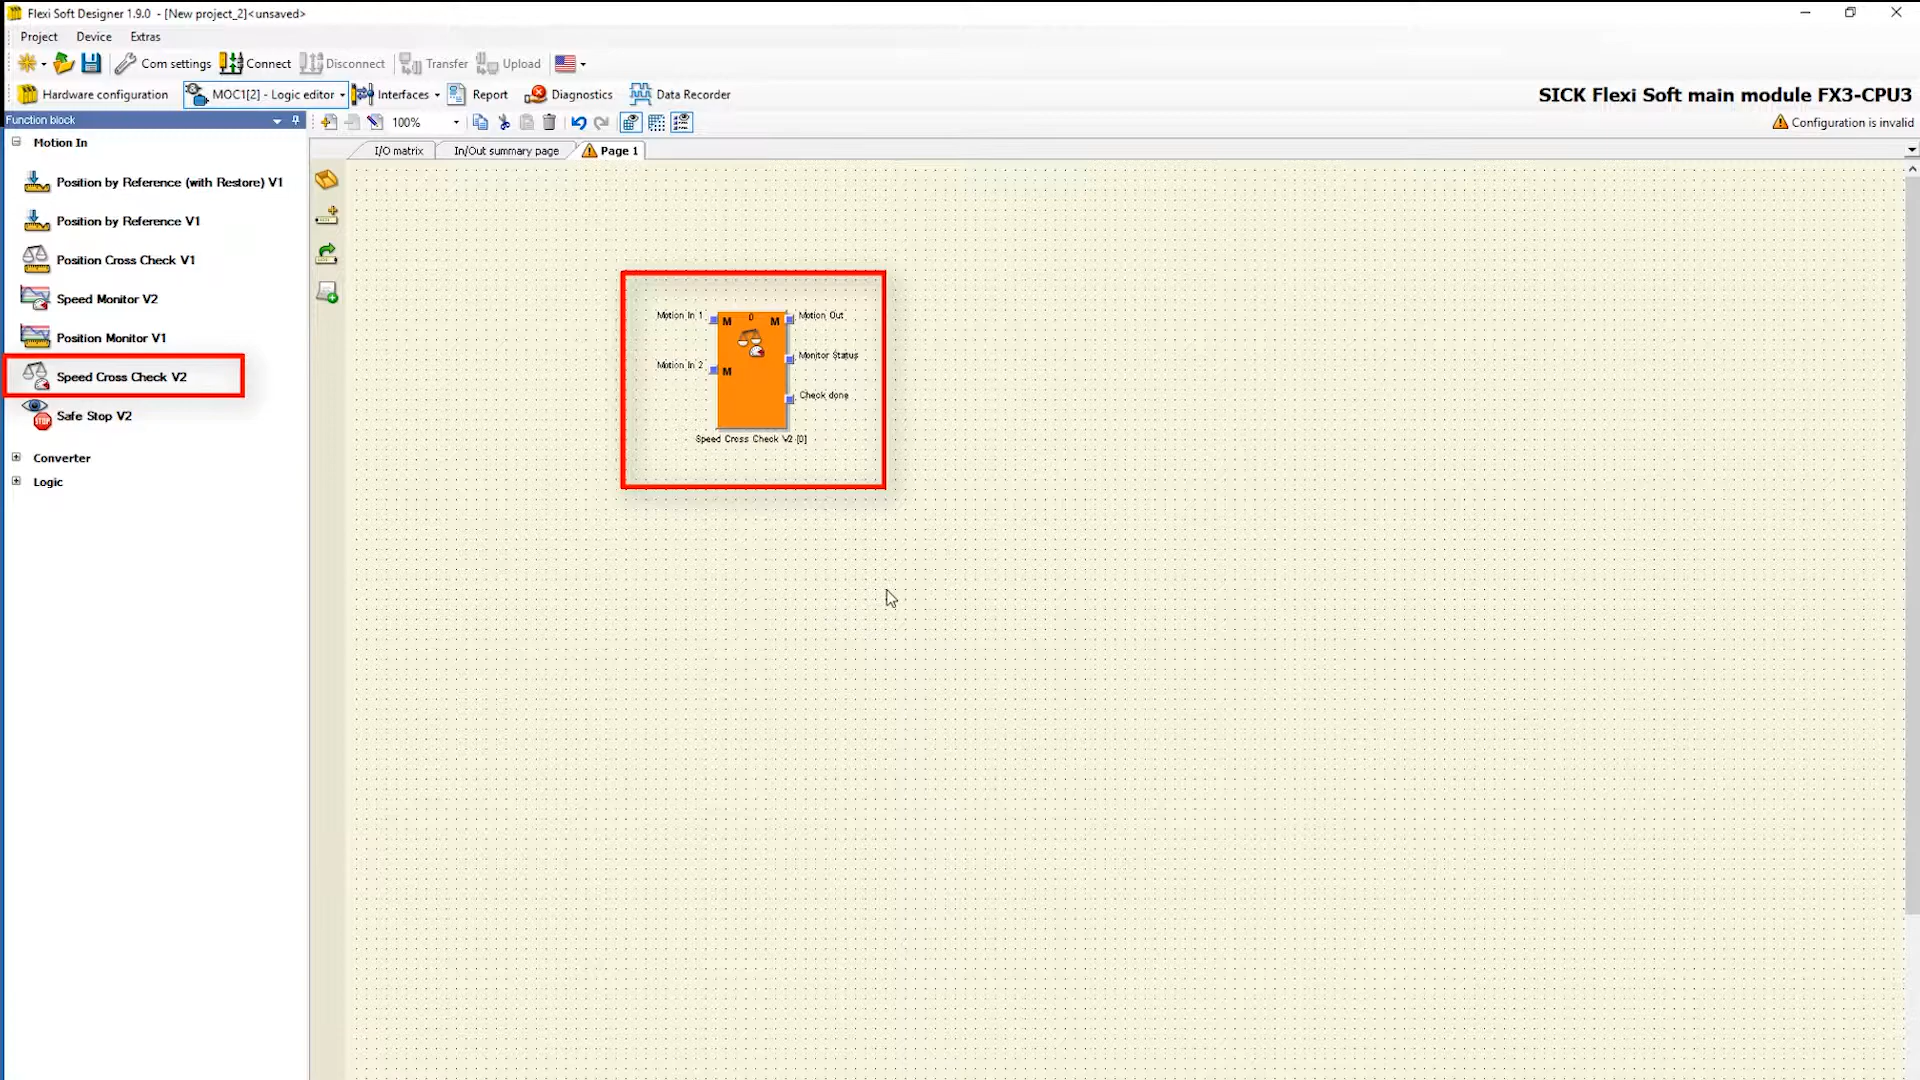 Flexi Soft Designer 1.9.0 - [New project_2]<unsaved>
Project Device Extras
Com settings Connect Disconnect Transfer Upload
Hardware configuration MOC1[2] - Logic editor Interfaces Report Diagnostics Data Recorder SICK Flexi Soft main module FX3-CPU3
Function block 100% Configuration is invalid
Motion In
I/O matrix In/Out summary page Page 1
Position by Reference (with Restore) V1
Position by Reference V1
Position Cross Check V1
Speed Monitor V2
Position Monitor V1
Speed Cross Check V2
STOP Safe Stop V2
Converter
Logic
Motion In 1 M 0 M Motion Out
Monitor Status
Motion In 2 M
Check done
Speed Cross Check V2 [0]